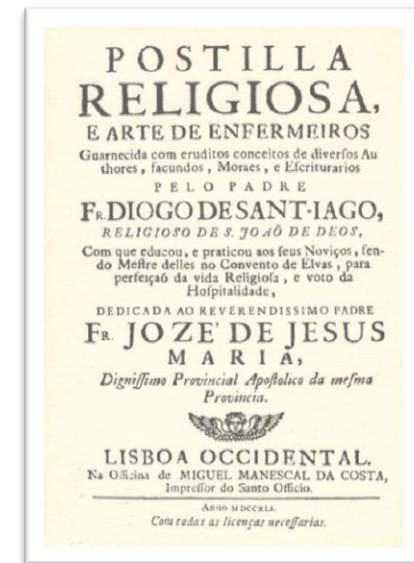 POSTILLA
RELIGIOSA,
E ARTE DE ENFERMEIROS
Guarnecida com eruditos conceitos de diverſos Au
thores, facundos, Moraes, e Eſcriturarios
PELO PADRE
FR. DIOGO DE SANT-IAGO,
RELIGIOSO DE S. JOAÕ DE DEOS,
Com que educou, e praticou aos ſeus Noviços, ſen-
do Meſtre delles no Convento de Elvas, para
perfeiçaõ da vida Religioſa, e voto da
Hoſpitalidade,
DEDICADA AO REVERENDISSIMO PADRE
FR. JOZE' DE JESUS
MARIA,
Digniſſimo Provincial Apoſtolico da meſma
Provincia.
LISBOA OCCIDENTAL.
Na Officina de MIGUEL MANESCAL DA COSTA,
Impreſſor do Santo Officio.
ANNO MDCCXLI.
Com todas as licenças neceſſarias.